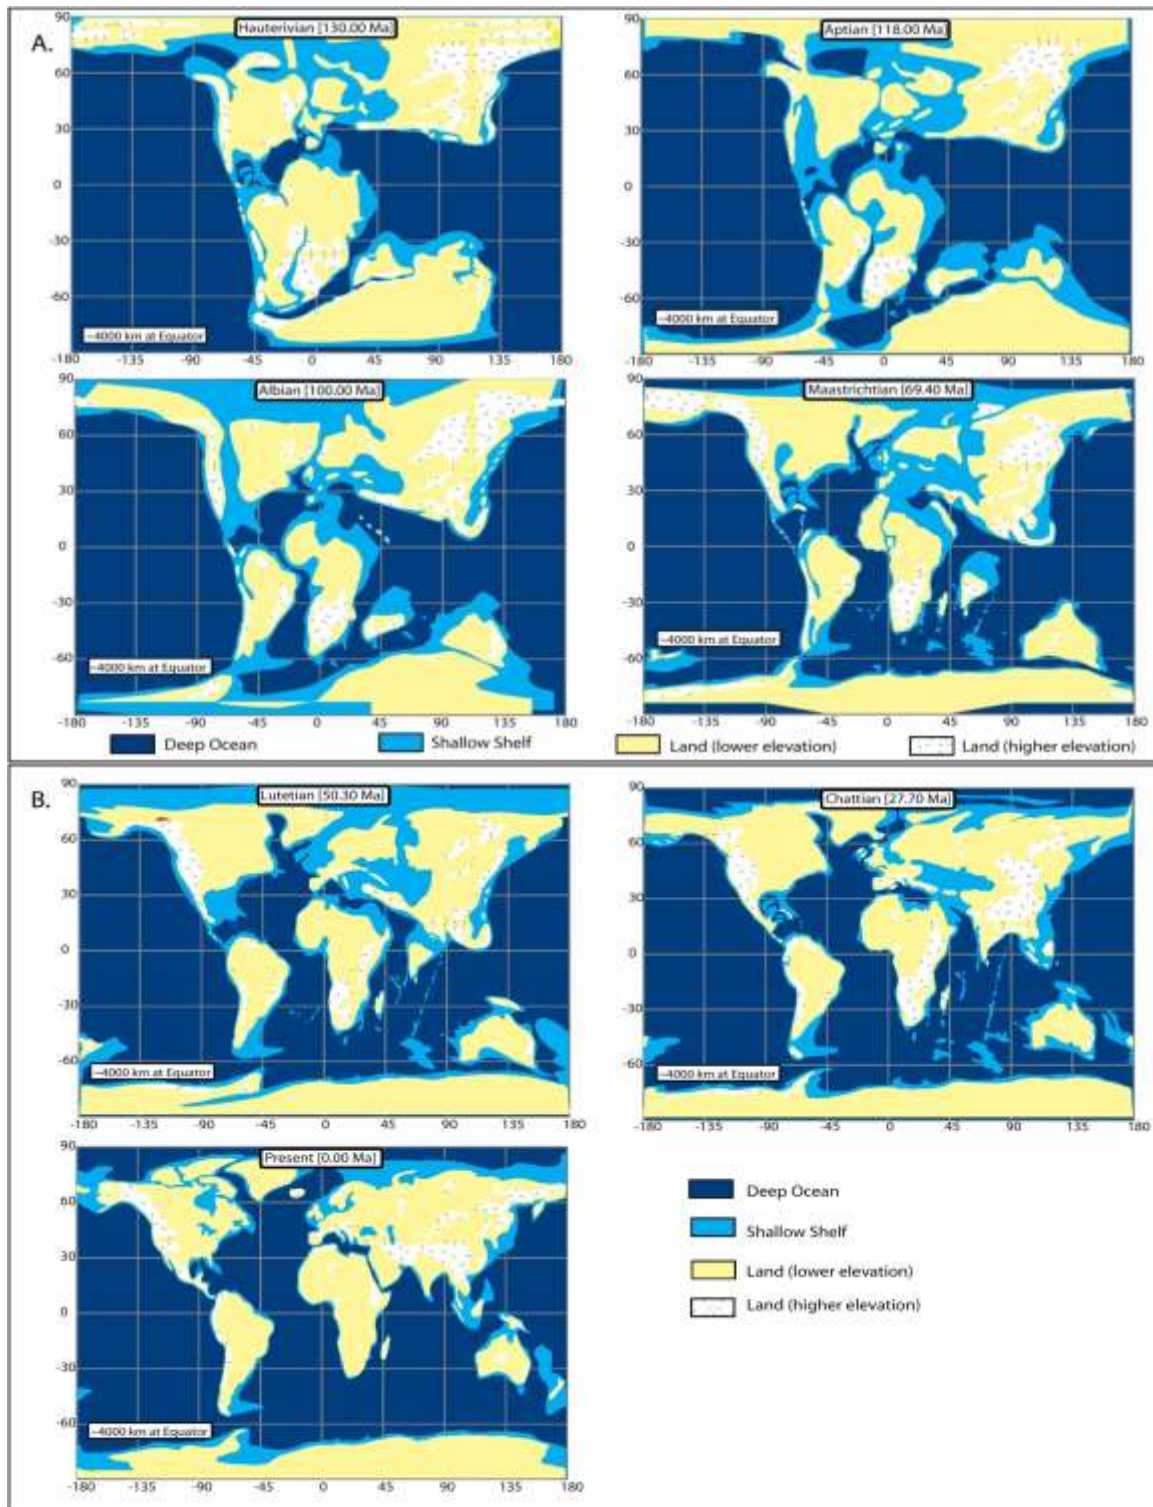 A.
Hauterivian [130.00 Ma]
90
60
30
0
-30
-60
~4000 km at Equator
-180 -135 -90 -45 0 45 90 135 180
Aptian [118.00 Ma]
90
60
30
0
-30
-60
~4000 km at Equator
-180 -135 -90 -45 0 45 90 135 180
Albian [100.00 Ma]
90
60
30
0
-30
-60
~4000 km at Equator
-180 -135 -90 -45 0 45 90 135 180
Maastrichtian [69.40 Ma]
90
60
30
0
-30
-60
~4000 km at Equator
-180 -135 -90 -45 0 45 90 135 180
Deep Ocean
Shallow Shelf
Land (lower elevation)
Land (higher elevation)
B.
Lutetian [50.30 Ma]
90
60
30
0
-30
-60
~4000 km at Equator
-180 -135 -90 -45 0 45 90 135 180
Chattian [27.70 Ma]
90
60
30
0
-30
-60
~4000 km at Equator
-180 -135 -90 -45 0 45 90 135 180
Present [0.00 Ma]
90
60
30
0
-30
-60
~4000 km at Equator
-180 -135 -90 -45 0 45 90 135 180
Deep Ocean
Shallow Shelf
Land (lower elevation)
Land (higher elevation)